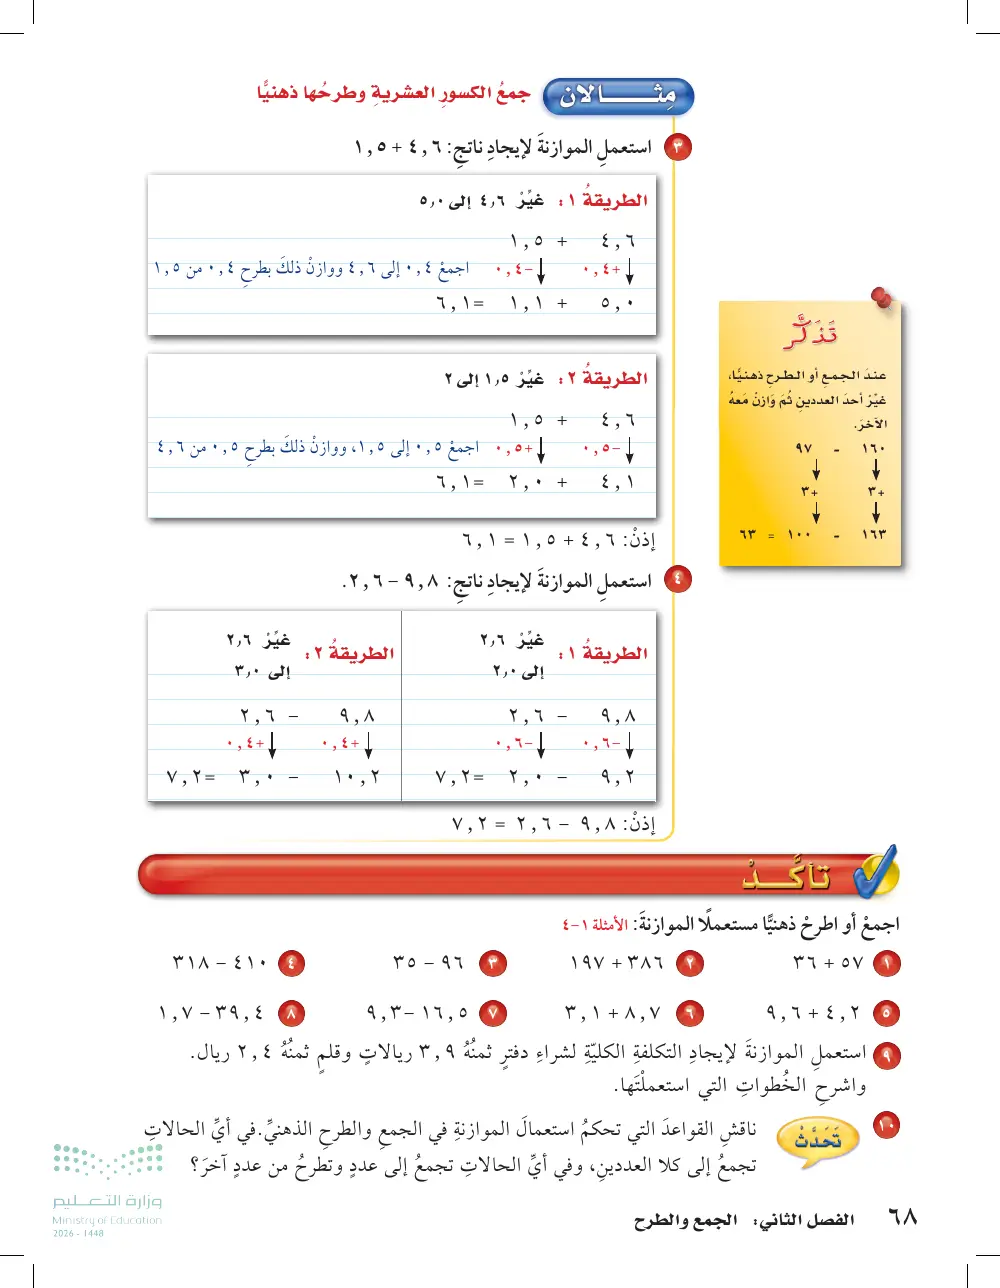 مِثـــالان جمعُ الكسورِ العشريةِ وطرحُها ذهنيًّا
٣ استعملِ الموازنةَ لإيجادِ ناتجِ: ٤,٦ + ١,٥
الطريقةُ ١: غيِّرْ ٤,٦ إلى ٥,٠
٤,٦ + ١,٥
+٠,٤ −٠,٤ اجمعْ ٠,٤ إلى ٤,٦ ووازنْ ذلكَ بطرحِ ٠,٤ من ١,٥
٥,٠ + ١,١ = ٦,١
الطريقةُ ٢: غيِّرْ ١,٥ إلى ٢
٤,٦ + ١,٥
−٠,٥ +٠,٥ اجمعْ ٠,٥ إلى ١,٥، ووازنْ ذلكَ بطرحِ ٠,٥ من ٤,٦
٤,١ + ٢,٠ = ٦,١
إذنْ: ٤,٦ + ١,٥ = ٦,١
تَذكَّر
عندَ الجمعِ أو الطرحِ ذهنيًّا،
غيِّرْ أحدَ العددينِ ثُمَ وَازنْ مَعهُ
الآخرَ.
١٦٠ - ٩٧
+٣ +٣
١٦٣ - ١٠٠ = ٦٣
٤ استعملِ الموازنةَ لإيجادِ ناتجِ: ٩,٨ − ٢,٦.
الطريقةُ ١: غيِّرْ ٢,٦
إلى ٢,٠
٩,٨ − ٢,٦
−٠,٦ −٠,٦
٩,٢ − ٢,٠ = ٧,٢
الطريقةُ ٢: غيِّرْ ٢,٦
إلى ٣,٠
٩,٨ − ٢,٦
+٠,٤ +٠,٤
١٠,٢ − ٣,٠ = ٧,٢
إذنْ: ٩,٨ − ٢,٦ = ٧,٢
تأكَّـــدْ
اجمعْ أو اطرحْ ذهنيًّا مستعملًا الموازنةَ: الأمثلة ١-٤
١ ٥٧ + ٣٦ ٢ ٣٨٦ + ١٩٧ ٣ ٩٦ − ٣٥ ٤ ٤١٠ − ٣١٨
٥ ٤,٢ + ٩,٦ ٦ ٨,٧ + ٣,١ ٧ ١٦,٥ − ٩,٣ ٨ ٣٩,٤ − ١,٧
٩ استعملِ الموازنةَ لإيجادِ التكلفةِ الكليّةِ لشراءِ دفترٍ ثمنُهُ ٣,٩ ريالاتٍ وقلمٍ ثمنُهُ ٢,٤ ريال.
واشرحِ الخُطواتِ التي استعملْتَها.
١٠ تَحَدَّثْ ناقشِ القواعدَ التي تحكمُ استعمالَ الموازنةِ في الجمعِ والطرحِ الذهنيِّ.في أيِّ الحالاتِ
تجمعُ إلى كلا العددينِ، وفي أيِّ الحالاتِ تجمعُ إلى عددٍ وتطرحُ من عددٍ آخرَ؟
وزارة التعليم
Ministry of Education
2026 - 1448
٦٨ الفصل الثاني: الجمع والطرح